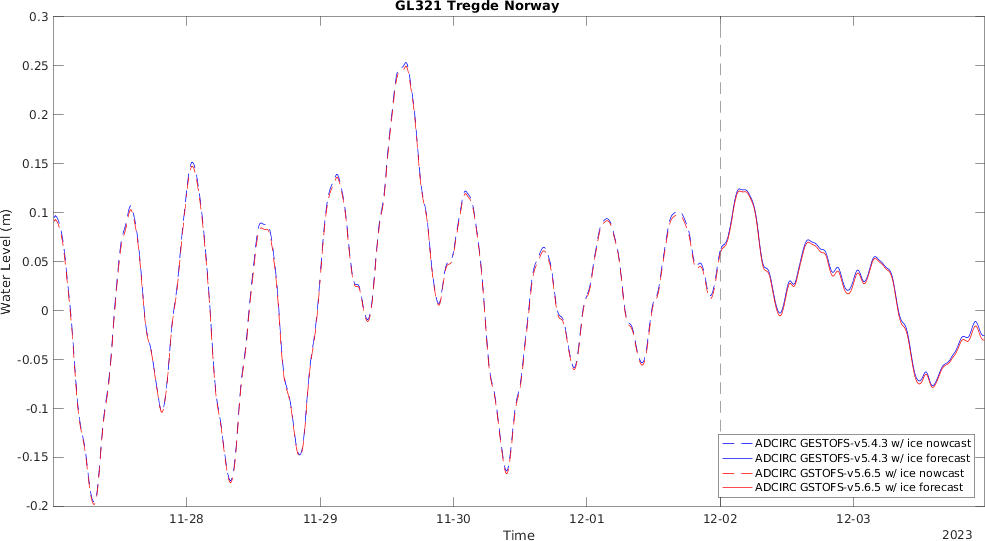 GL321 Tregde Norway
0.3
0.25
0.2
0.15
0.1
0.05
0
-0.05
-0.1
-0.15
-0.2
Water Level (m)
ADCIRC GESTOFS-v5.4.3 w/ ice nowcast
ADCIRC GESTOFS-v5.4.3 w/ ice forecast
ADCIRC GSTOFS-v5.6.5 w/ ice nowcast
ADCIRC GSTOFS-v5.6.5 w/ ice forecast
11-28 11-29 11-30 12-01 12-02 12-03
Time
2023